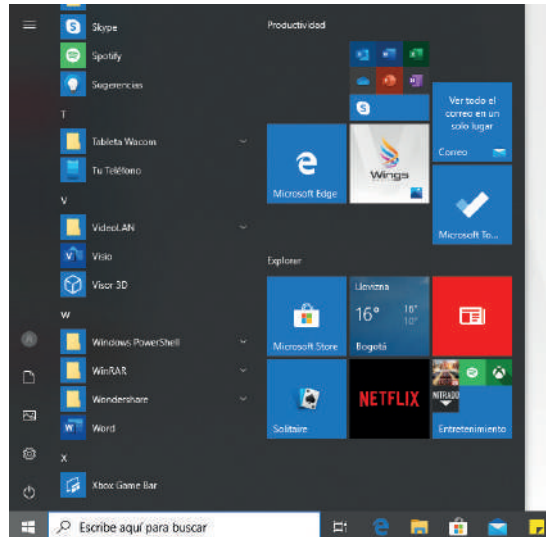 Skype
Spotify
Sugerencias
T
Tableta Wacom
Tu Teléfono
V
VideoLAN
Visio
Visor 3D
W
Windows PowerShell
WinRAR
Wondershare
Word
X
Xbox Game Bar
Escribe aquí para buscar
Productividad
Ver todo el
correo en un
solo lugar
Correo
Microsoft Edge
Wings
Microsoft To...
Explorar
Microsoft Store
Llovizna
16° 16°
10°
Bogotá
Solitaire
NETFLIX
NITRADO
Entretenimiento